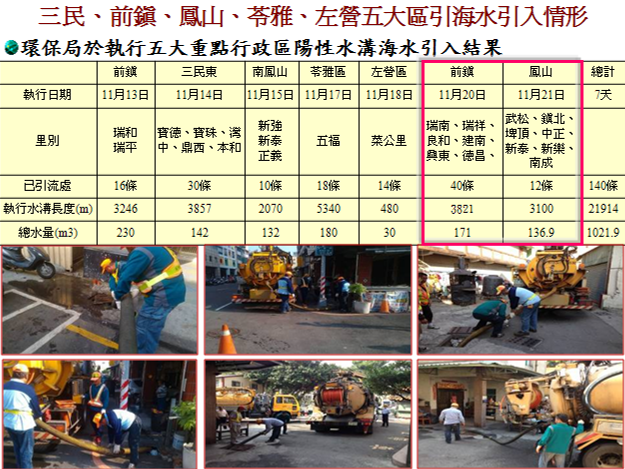 三民、前鎮、鳳山、苓雅、左營五大區引海水引入情形
環保局於執行五大重點行政區陽性水溝海水引入結果
前鎮 三民東 南鳳山 苓雅區 左營區 前鎮 鳳山 總計
執行日期 11月13日 11月14日 11月15日 11月17日 11月18日 11月20日 11月21日 7天
里別 瑞和 瑞平 寶德、寶珠、灣中、鼎西、本和 新強 新泰 正義 五福 菜公里 瑞南、瑞祥、良和、建南、興東、德昌、 武松、鎮北、埤頂、中正、新泰、新樂、南成
已引流處 16條 30條 10條 18條 14條 40條 12條 140條
執行水溝長度(m) 3246 3857 2070 5340 480 3821 3100 21914
總水量(m3) 230 142 132 180 30 171 136.9 1021.9